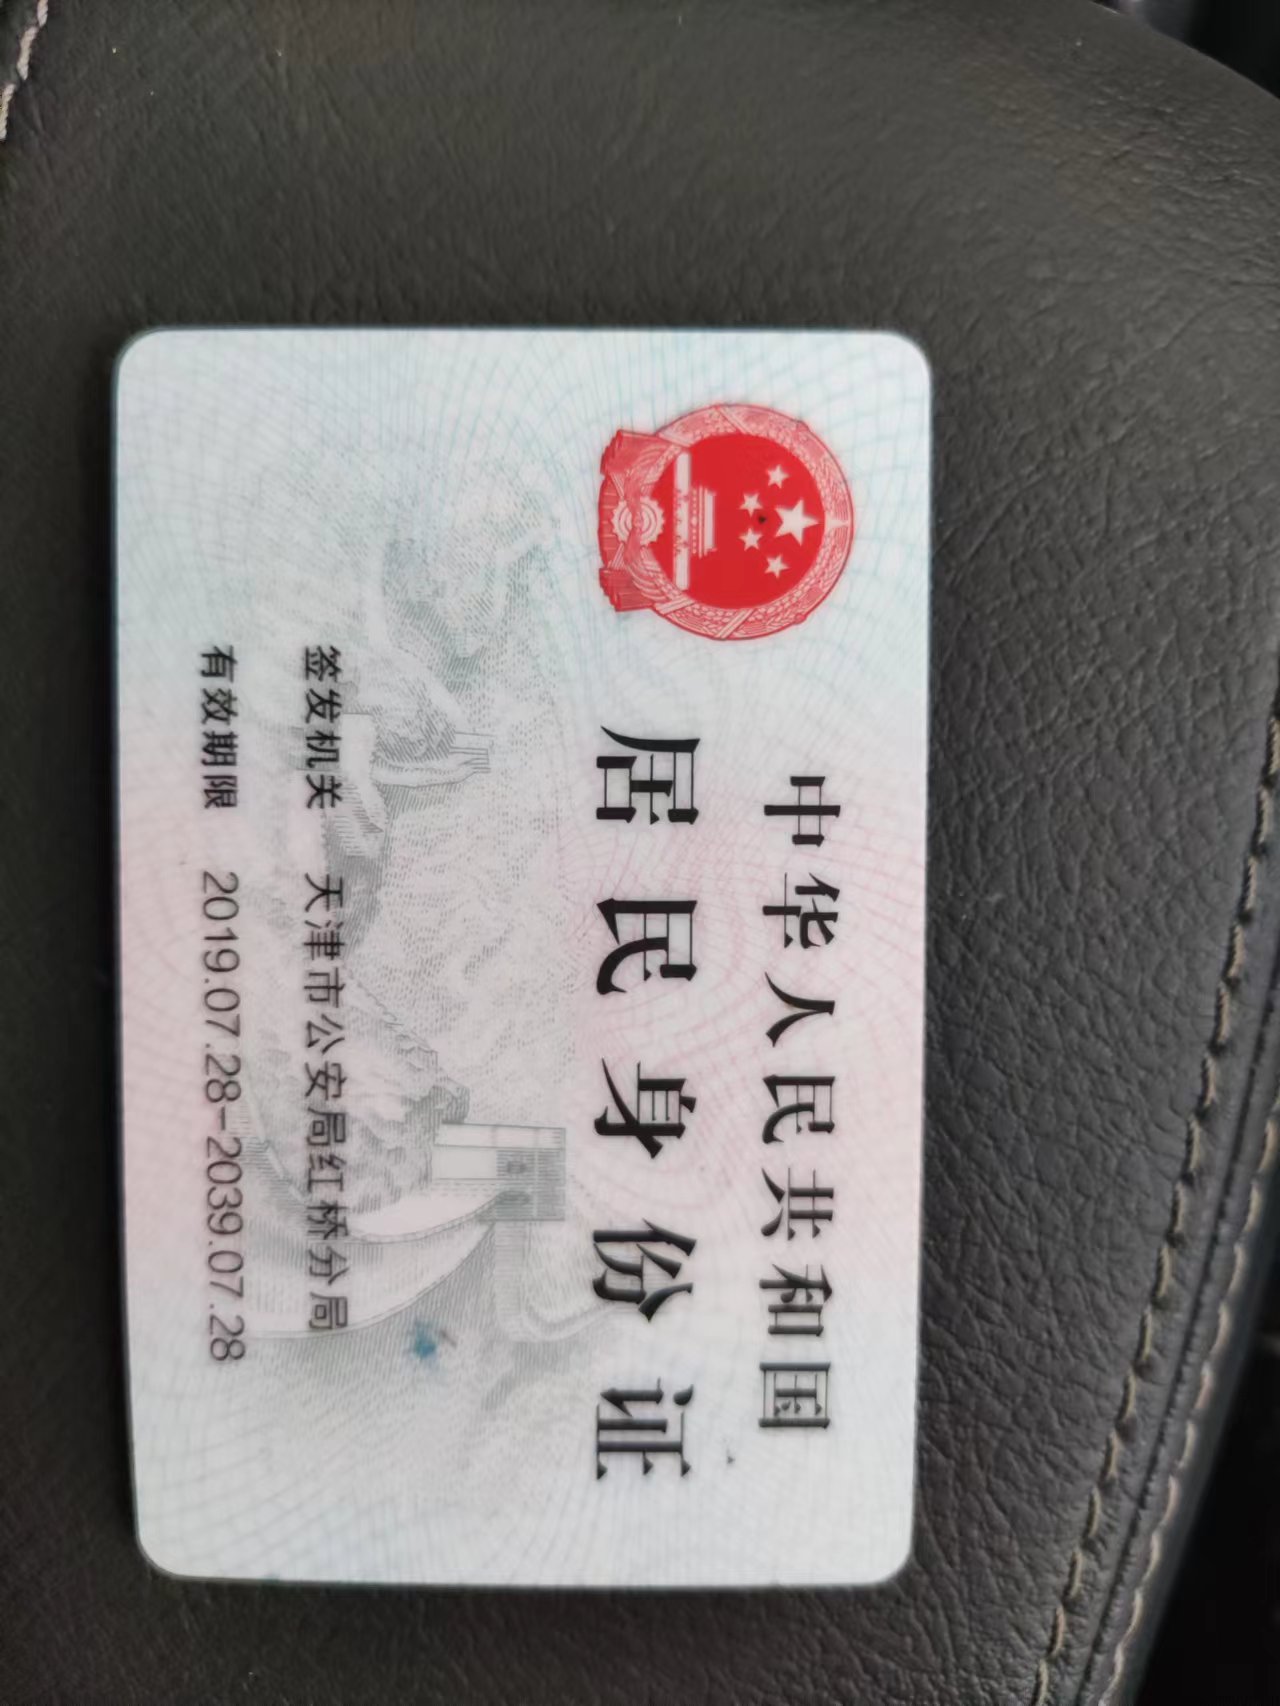 中华人民共和国
居民身份证
签发机关 天津市公安局红桥分局
有效期限 2019.07.28-2039.07.28